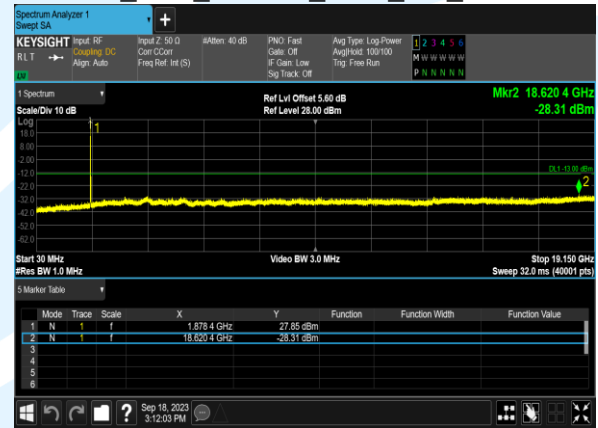 Spectrum Analyzer 1
Swept SA
+
KEYSIGHT Input: RF Input Z: 50 Ω #Atten: 40 dB PNO: Fast Avg Type: Log-Power 1 2 3 4 5 6
RLT Coupling: DC Corr CCorr Gate: Off Avg|Hold: 100/100 M W W W W W
Align: Auto Freq Ref: Int (S) IF Gain: Low Trig: Free Run
LV Sig Track: Off P N N N N N
1 Spectrum Ref Lvl Offset 5.60 dB Mkr2 18.620 4 GHz
Scale/Div 10 dB Ref Level 28.00 dBm -28.31 dBm
Log
1
18.0
8.00
-2.00
DL1 -13.00 dBm
-12.0
2
-22.0
-32.0
-42.0
-52.0
-62.0
Start 30 MHz Video BW 3.0 MHz Stop 19.150 GHz
#Res BW 1.0 MHz Sweep 32.0 ms (40001 pts)
5 Marker Table
Mode Trace Scale X Y Function Function Width Function Value
1 N 1 f 1.878 4 GHz 27.85 dBm
2 N 1 f 18.620 4 GHz -28.31 dBm
3
4
5
6
? Sep 18, 2023
3:12:03 PM